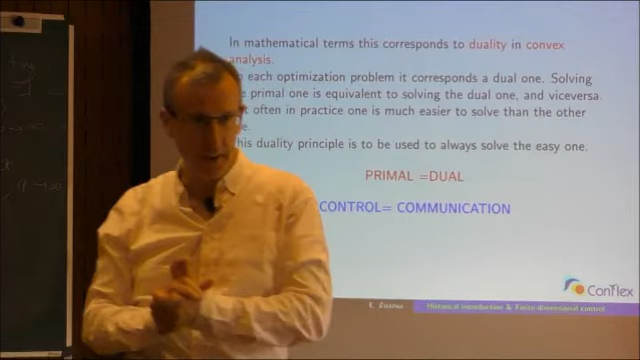 In mathematical terms this corresponds to duality in convex
analysis.
each optimization problem it corresponds a dual one. Solving
primal one is equivalent to solving the dual one, and viceversa.
often in practice one is much easier to solve than the other
duality principle is to be used to always solve the easy one.
PRIMAL =DUAL
CONTROL= COMMUNICATION
ConFlex
E. Zuazua
Historical introduction & Finite-dimensional control